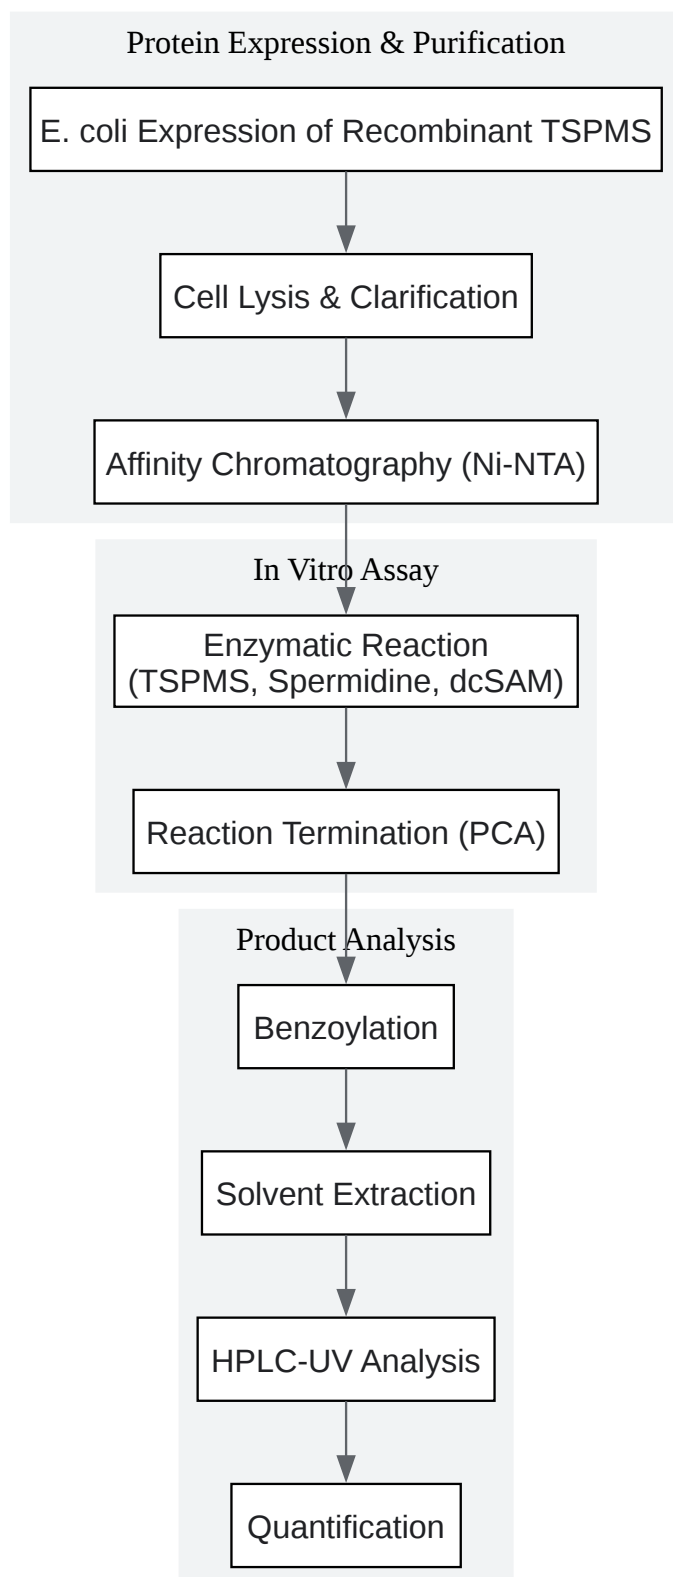 Protein Expression & Purification
E. coli Expression of Recombinant TSPMS
Cell Lysis & Clarification
Affinity Chromatography (Ni-NTA)
In Vitro Assay
Enzymatic Reaction
(TSPMS, Spermidine, dcSAM)
Reaction Termination (PCA)
Product Analysis
Benzoylation
Solvent Extraction
HPLC-UV Analysis
Quantification